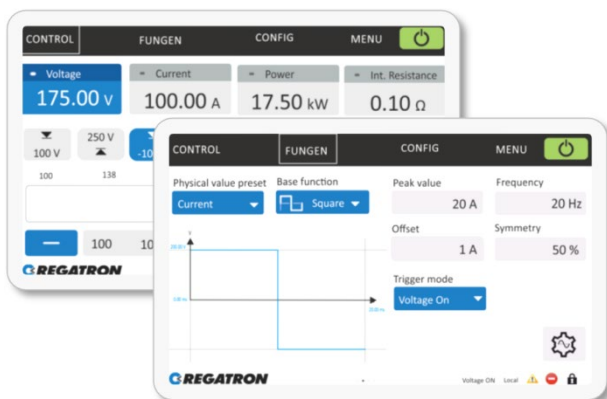 CONTROL FUNGEN CONFIG MENU
Voltage Current Power Int. Resistance
175.00 V 100.00 A 17.50 kW 0.10 Ω
100 V 250 V -10
100 138
100 10
REGATRON
CONTROL FUNGEN CONFIG MENU
Physical value preset Base function Peak value Frequency
Current Square 20 A 20 Hz
Offset Symmetry
1 A 50 %
Trigger mode
Voltage On
REGATRON
Voltage ON Local